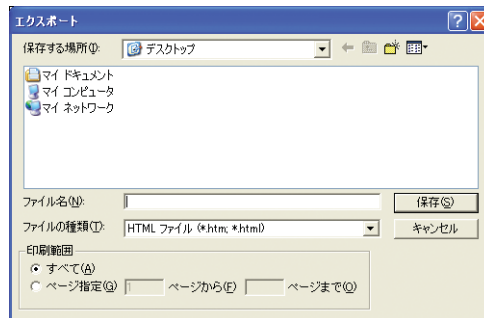 エクスポート
保存する場所(I):
デスクトップ
マイ ドキュメント
マイ コンピュータ
マイ ネットワーク
ファイル名(N):
保存(S)
ファイルの種類(T):
HTML ファイル (*.htm; *.html)
キャンセル
印刷範囲
すべて(A)
ページ指定(G) 1 ページから(F) ページまで(O)